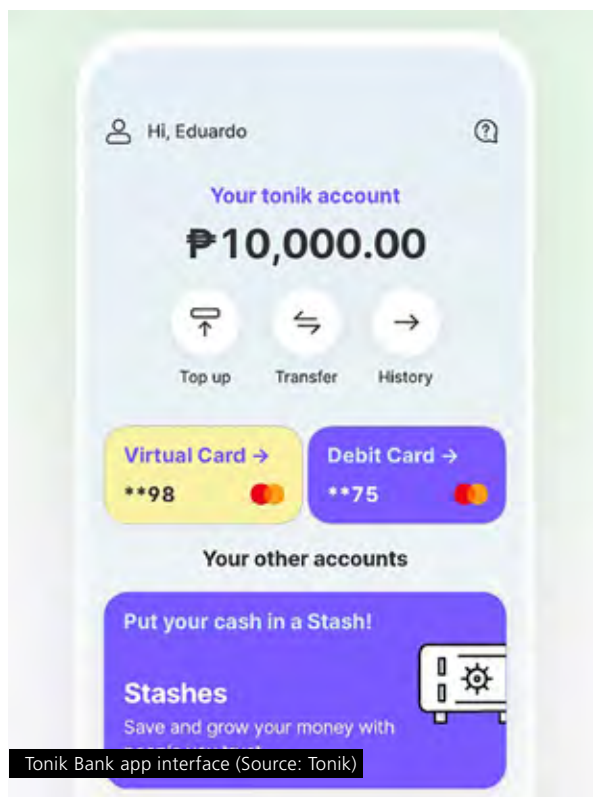 Hi, Eduardo
Your tonik account
₱10,000.00
Top up Transfer History
Virtual Card → Debit Card →
**98 **75
Your other accounts
Put your cash in a Stash!
Stashes
Save and grow your money with
Tonik Bank app interface (Source: Tonik)